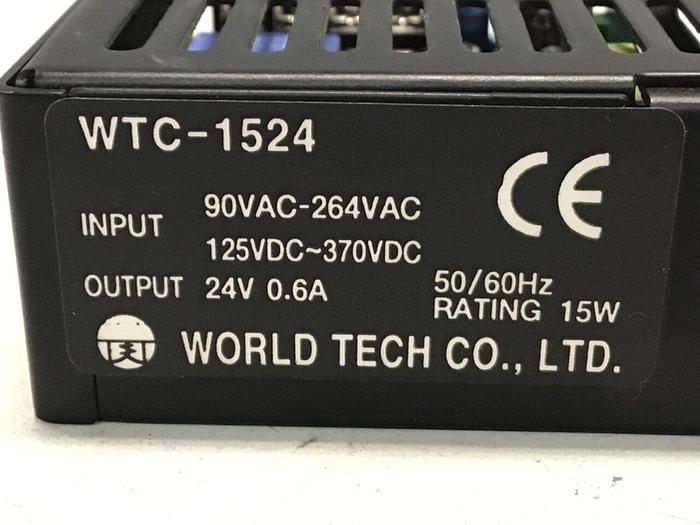 WTC-1524
CE
INPUT 90VAC-264VAC
125VDC~370VDC
OUTPUT 24V 0.6A 50/60Hz
RATING 15W
WORLD TECH CO., LTD.